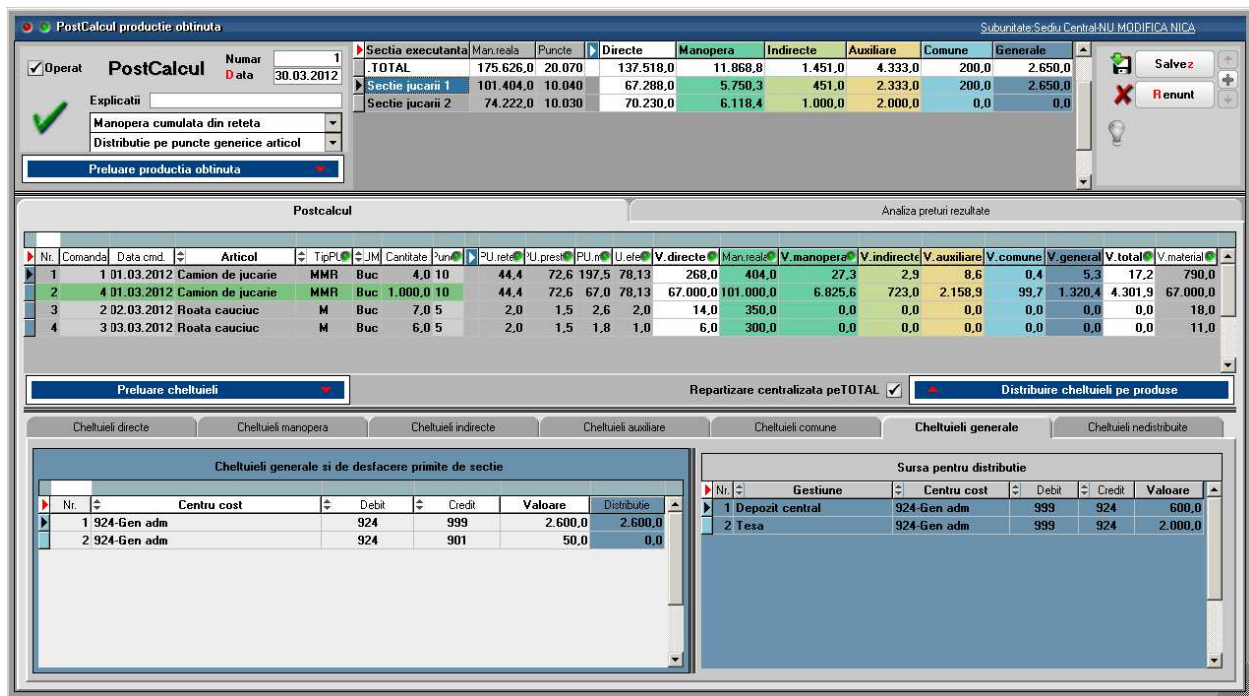 PostCalcul productie obtinuta
Subunitate:Sediu Central-NU MODIFICA NICA
Operat PostCalcul Numar 1
Data 30.03.2012
Explicatii
Manopera cumulata din reteta
Distributie pe puncte generice articol
Preluare productia obtinuta
Sectia executanta Man.reala Puncte Directe Manopera Indirecte Auxiliare Comune Generale
.TOTAL 175.626,0 20.070 137.518,0 11.868,8 1.451,0 4.333,0 200,0 2.650,0
Sectie jucarii 1 101.404,0 10.040 67.288,0 5.750,3 451,0 2.333,0 200,0 2.650,0
Sectie jucarii 2 74.222,0 10.030 70.230,0 6.118,4 1.000,0 2.000,0 0,0 0,0
Salvez
Renunt
Postcalcul Analiza preturi rezultate
Nr. Comanda Data cmd. Articol TipPU UM Cantitate V.directe Man.reala V.manopera V.indirecte V.auxiliare V.comune V.general V.total V.material
1 1 01.03.2012 Camion de jucarie MMR Buc 4,0 10 44,4 72,6 197,5 78,13 268,0 404,0 27,3 2,9 8,6 0,4 5,3 17,2 790,0
2 4 01.03.2012 Camion de jucarie MMR Buc 1.000,0 10 44,4 72,6 67,0 78,13 67.000,0 101.000,0 6.825,6 723,0 2.158,9 99,7 1.320,4 4.301,9 67.000,0
3 2 02.03.2012 Roata cauciuc M Buc 7,0 5 2,0 1,5 2,6 2,0 14,0 350,0 0,0 0,0 0,0 0,0 0,0 0,0 18,0
4 3 03.03.2012 Roata cauciuc M Buc 6,0 5 2,0 1,5 1,8 1,0 6,0 300,0 0,0 0,0 0,0 0,0 0,0 0,0 11,0
Preluare cheltuieli Repartizare centralizata peTOTAL Distribuire cheltuieli pe produse
Cheltuieli directe Cheltuieli manopera Cheltuieli indirecte Cheltuieli auxiliare Cheltuieli comune Cheltuieli generale Cheltuieli nedistribuite
Cheltuieli generale si de desfacere primite de sectie
Nr. Centru cost Debit Credit Valoare Distributie
1 924-Gen adm 924 999 2.600,0 2.600,0
2 924-Gen adm 924 901 50,0 0,0
Sursa pentru distributie
Nr. Gestiune Centru cost Debit Credit Valoare
1 Depozit central 924-Gen adm 999 924 600,0
2 Tesa 924-Gen adm 999 924 2.000,0